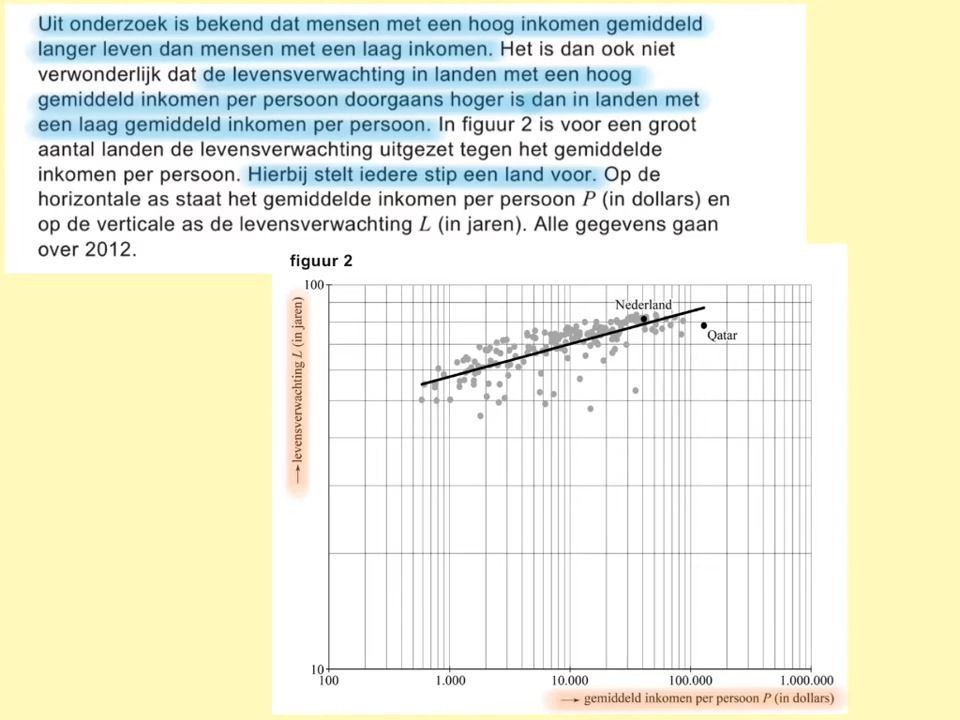 Uit onderzoek is bekend dat mensen met een hoog inkomen gemiddeld
langer leven dan mensen met een laag inkomen. Het is dan ook niet
verwonderlijk dat de levensverwachting in landen met een hoog
gemiddeld inkomen per persoon doorgaans hoger is dan in landen met
een laag gemiddeld inkomen per persoon. In figuur 2 is voor een groot
aantal landen de levensverwachting uitgezet tegen het gemiddelde
inkomen per persoon. Hierbij stelt iedere stip een land voor. Op de
horizontale as staat het gemiddelde inkomen per persoon P (in dollars) en
op de verticale as de levensverwachting L (in jaren). Alle gegevens gaan
over 2012.
figuur 2
100
→ levensverwachting L (in jaren)
Nederland
Qatar
10
100
1.000
10.000
100.000
1.000.000
→ gemiddeld inkomen per persoon P (in dollars)